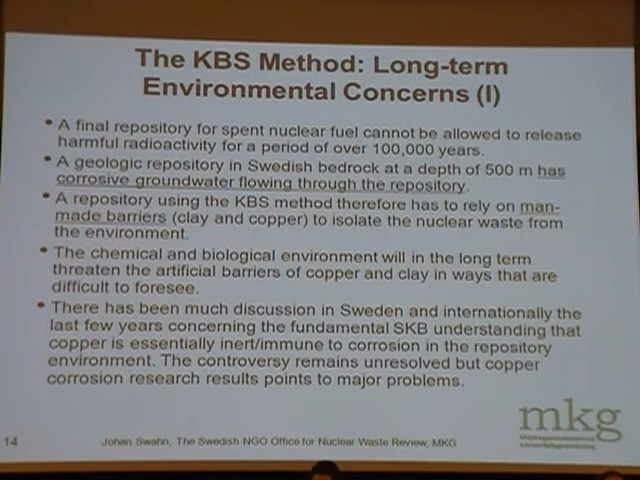 The KBS Method: Long-term
Environmental Concerns (I)
• A final repository for spent nuclear fuel cannot be allowed to release
harmful radioactivity for a period of over 100,000 years.
• A geologic repository in Swedish bedrock at a depth of 500 m has
corrosive groundwater flowing through the repository.
• A repository using the KBS method therefore has to rely on man-
made barriers (clay and copper) to isolate the nuclear waste from
the environment.
• The chemical and biological environment will in the long term
threaten the artificial barriers of copper and clay in ways that are
difficult to foresee.
• There has been much discussion in Sweden and internationally the
last few years concerning the fundamental SKB understanding that
copper is essentially inert/immune to corrosion in the repository
environment. The controversy remains unresolved but copper
corrosion research results points to major problems.
mkg
14
Johan Swahn, The Swedish NGO Office for Nuclear Waste Review, MKG